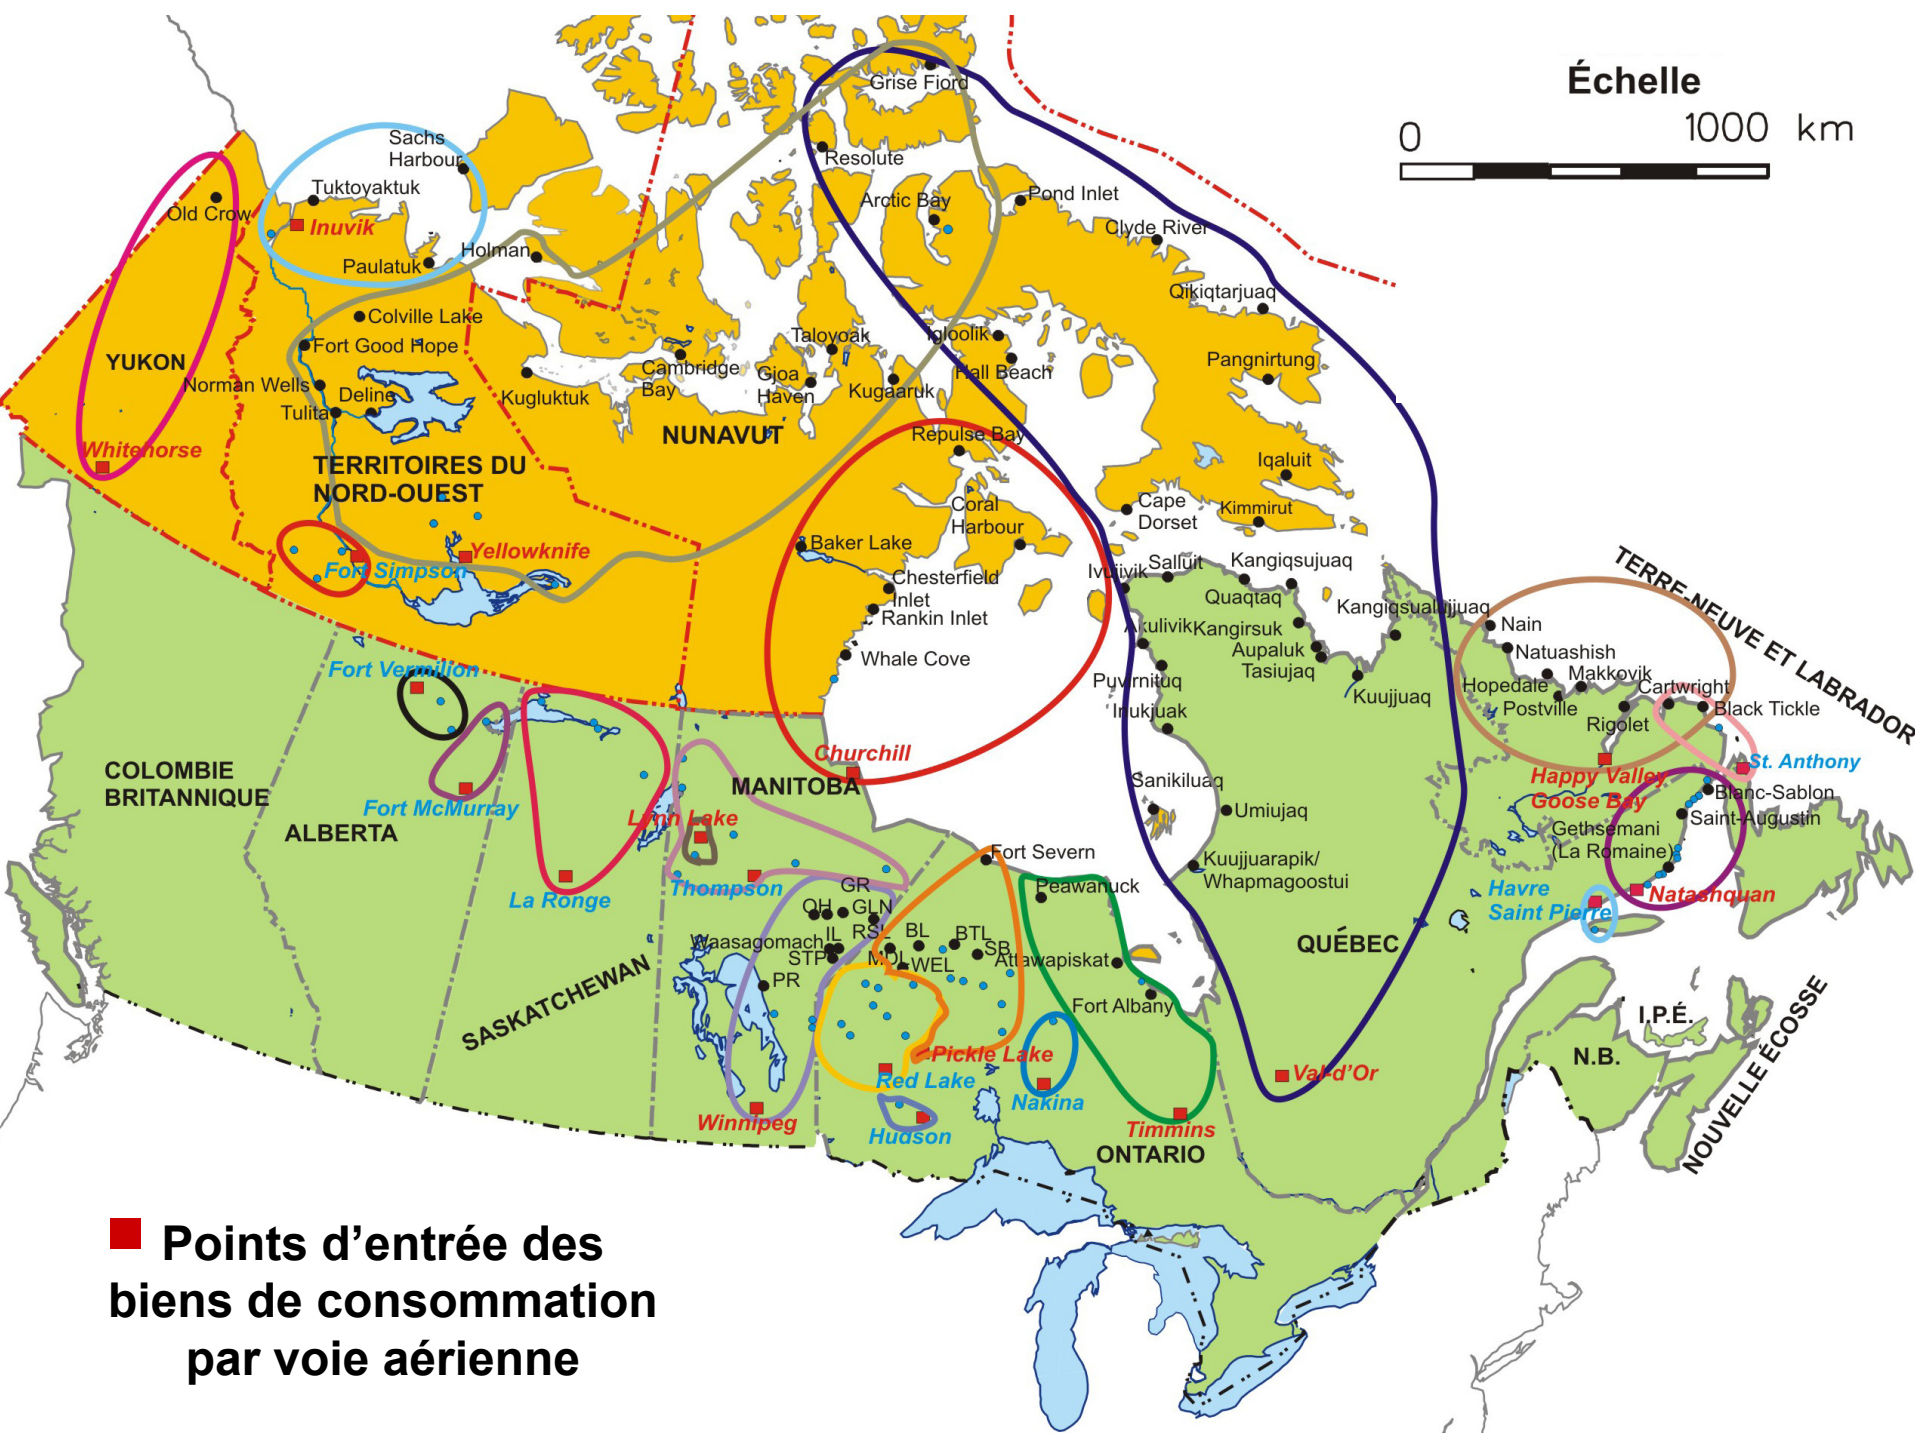 Échelle
0 1000 km
Grise Fiord
Sachs
Harbour
Resolute
Tuktoyaktuk
Old Crow
Inuvik
Arctic Bay
Pond Inlet
Clyde River
Paulatuk
Holman
Qikiqtarjuaq
Colville Lake
Fort Good Hope
Taloyoak
Igloolik
YUKON
Norman Wells
Deline
Tulita
Cambridge
Bay
Gjoa
Haven
Kugaaruk
Hall Beach
Pangnirtung
Kugluktuk
NUNAVUT
Repulse Bay
Whitehorse
TERRITOIRES DU
NORD-OUEST
Iqaluit
Coral
Harbour
Cape
Dorset
Kimmirut
Baker Lake
Yellowknife
Fort Simpson
Chesterfield
Inlet
Rankin Inlet
Whale Cove
Ivujivik
Salluit
Kangiqsujuaq
Quaqtaq
Kangiqsualujjuaq
Akulivik
Kangirsuk
Aupaluk
Tasiujaq
Puvirnituq
Kuujjuaq
Inukjuak
TERRE-NEUVE ET LABRADOR
Nain
Natuashish
Makkovik
Hopedale
Postville
Cartwright
Black Tickle
Rigolet
Fort Vermilion
Churchill
COLOMBIE
BRITANNIQUE
MANITOBA
Sanikiluaq
Umiujaq
Happy Valley
Goose Bay
St. Anthony
Blanc-Sablon
Saint-Augustin
Gethsemani
(La Romaine)
ALBERTA
Fort McMurray
Lynn Lake
Thompson
La Ronge
Fort Severn
Peawanuck
Kuujjuarapik/
Whapmagoostui
Havre
Saint Pierre
Natashquan
GR
OH
GLN
IL
RSL
BL
BTL
SB
Waasagomach
STP
MDL
WEL
PR
Attawapiskat
Fort Albany
QUÉBEC
SASKATCHEWAN
Pickle Lake
Red Lake
Nakina
Val-d’Or
Winnipeg
Hudson
Timmins
ONTARIO
I.P.É.
N.B.
NOUVELLE ÉCOSSE
Points d’entrée des
biens de consommation
par voie aérienne